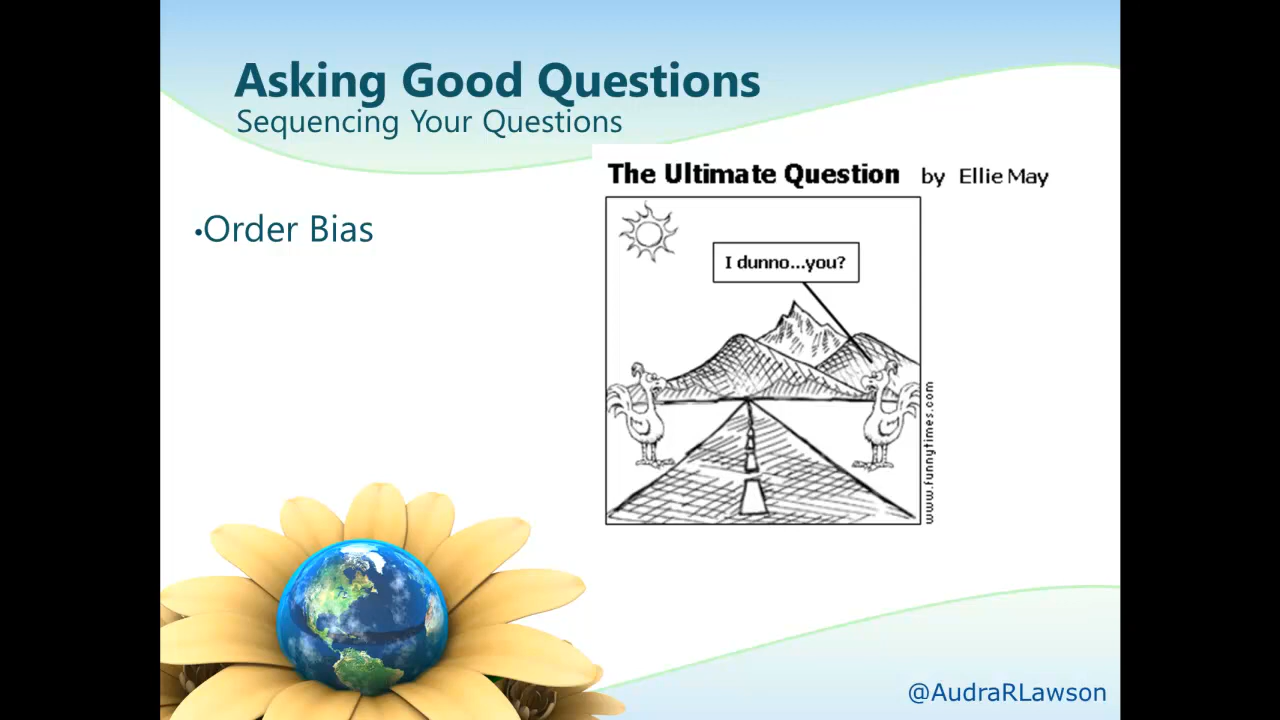 Asking Good Questions
Sequencing Your Questions
The Ultimate Question by Ellie May
•Order Bias
I dunno...you?
www.funnytimes.com
@AudraRLawson